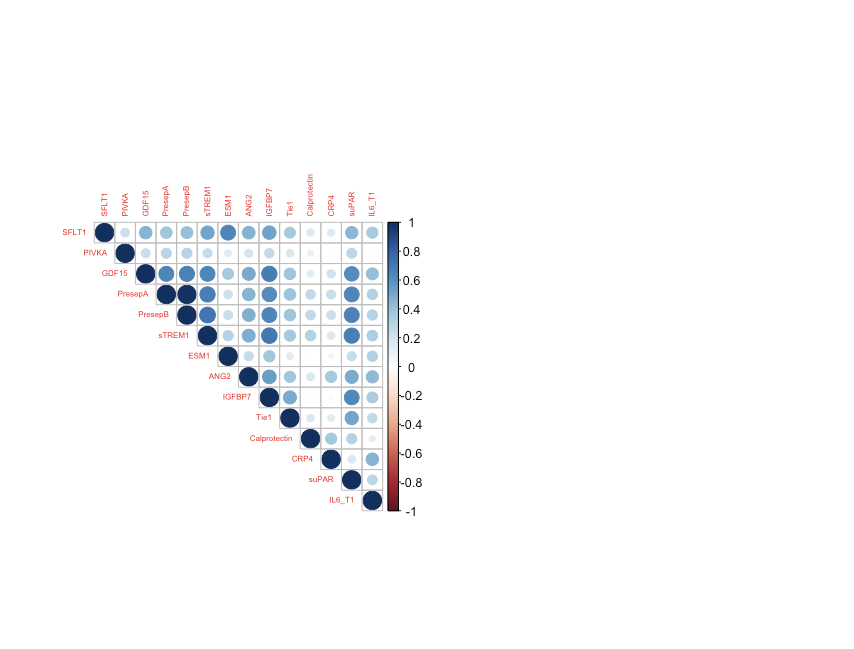 SFLT1
PIVKA
GDF15
PresepA
PresepB
sTREM1
ESM1
ANG2
IGFBP7
Tie1
Calprotectin
CRP4
suPAR
IL6_T1
SFLT1
PIVKA
GDF15
PresepA
PresepB
sTREM1
ESM1
ANG2
IGFBP7
Tie1
Calprotectin
CRP4
suPAR
IL6_T1
1
0.8
0.6
0.4
0.2
0
-0.2
-0.4
-0.6
-0.8
-1